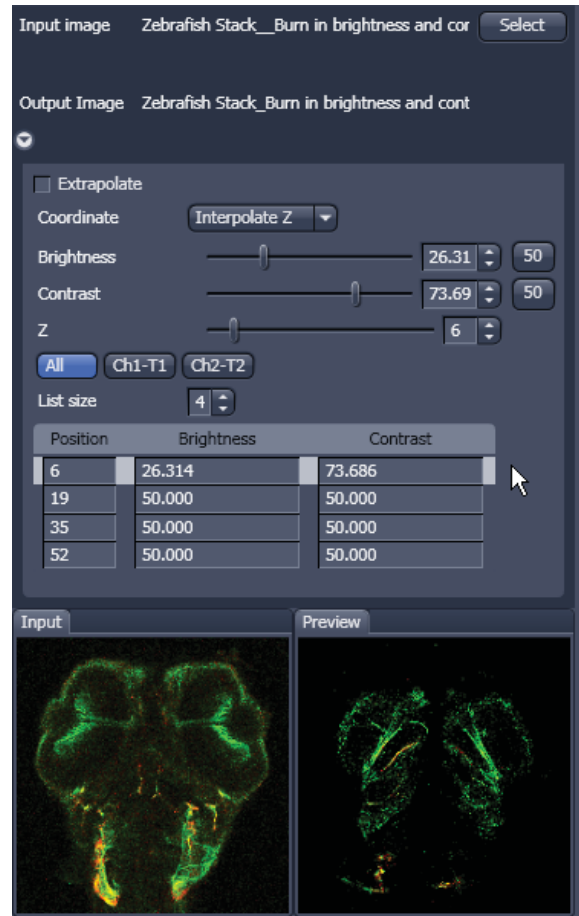 Input image Zebrafish Stack__Burn in brightness and cor Select
Output Image Zebrafish Stack_Burn in brightness and cont
Extrapolate
Coordinate Interpolate Z
Brightness 26.31 50
Contrast 73.69 50
Z 6
All Ch1-T1 Ch2-T2
List size 4
Position Brightness Contrast
6 26.314 73.686
19 50.000 50.000
35 50.000 50.000
52 50.000 50.000
Input Preview